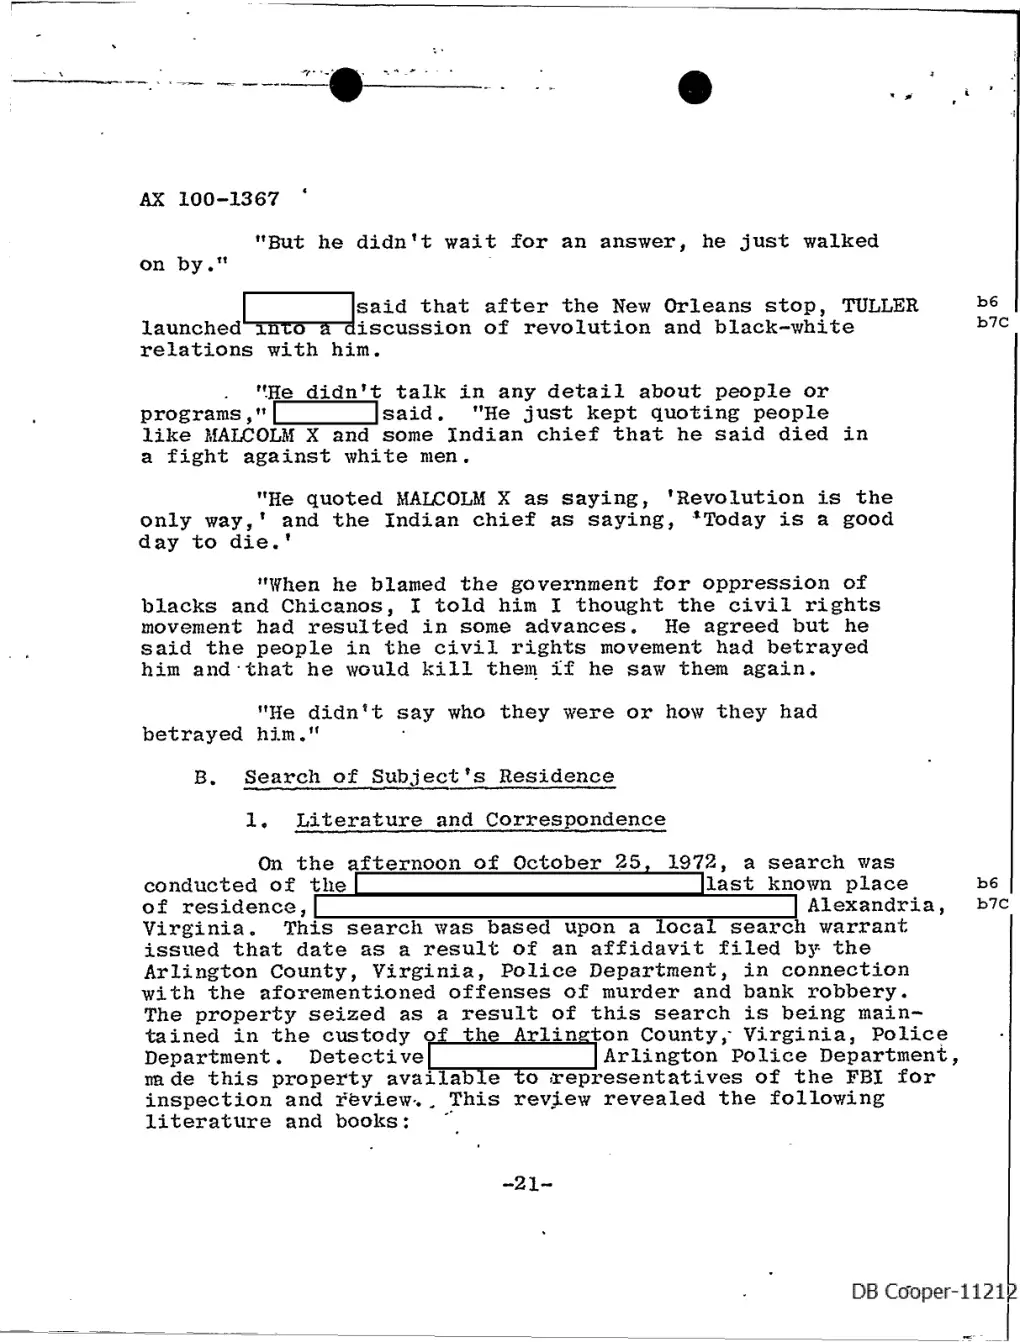 AX 100-1367
"But he didn't wait for an answer, he just walked
on by."
said that after the New Orleans stop, TULLER
b6
launched into a discussion of revolution and black-white
b7C
relations with him.
"He didn't talk in any detail about people or
programs," said. "He just kept quoting people
like MALCOLM X and some Indian chief that he said died in
a fight against white men.
"He quoted MALCOLM X as saying, 'Revolution is the
only way,' and the Indian chief as saying, 'Today is a good
day to die.'
"When he blamed the government for oppression of
blacks and Chicanos, I told him I thought the civil rights
movement had resulted in some advances. He agreed but he
said the people in the civil rights movement had betrayed
him and that he would kill them if he saw them again.
"He didn't say who they were or how they had
betrayed him."
B. Search of Subject's Residence
1. Literature and Correspondence
On the afternoon of October 25, 1972, a search was
conducted of the last known place
b6
of residence, Alexandria,
b7C
Virginia. This search was based upon a local search warrant
issued that date as a result of an affidavit filed by the
Arlington County, Virginia, Police Department, in connection
with the aforementioned offenses of murder and bank robbery.
The property seized as a result of this search is being main-
tained in the custody of the Arlington County, Virginia, Police
Department. Detective Arlington Police Department,
made this property available to representatives of the FBI for
inspection and review. This review revealed the following
literature and books:
-21-
DB Cooper-11212